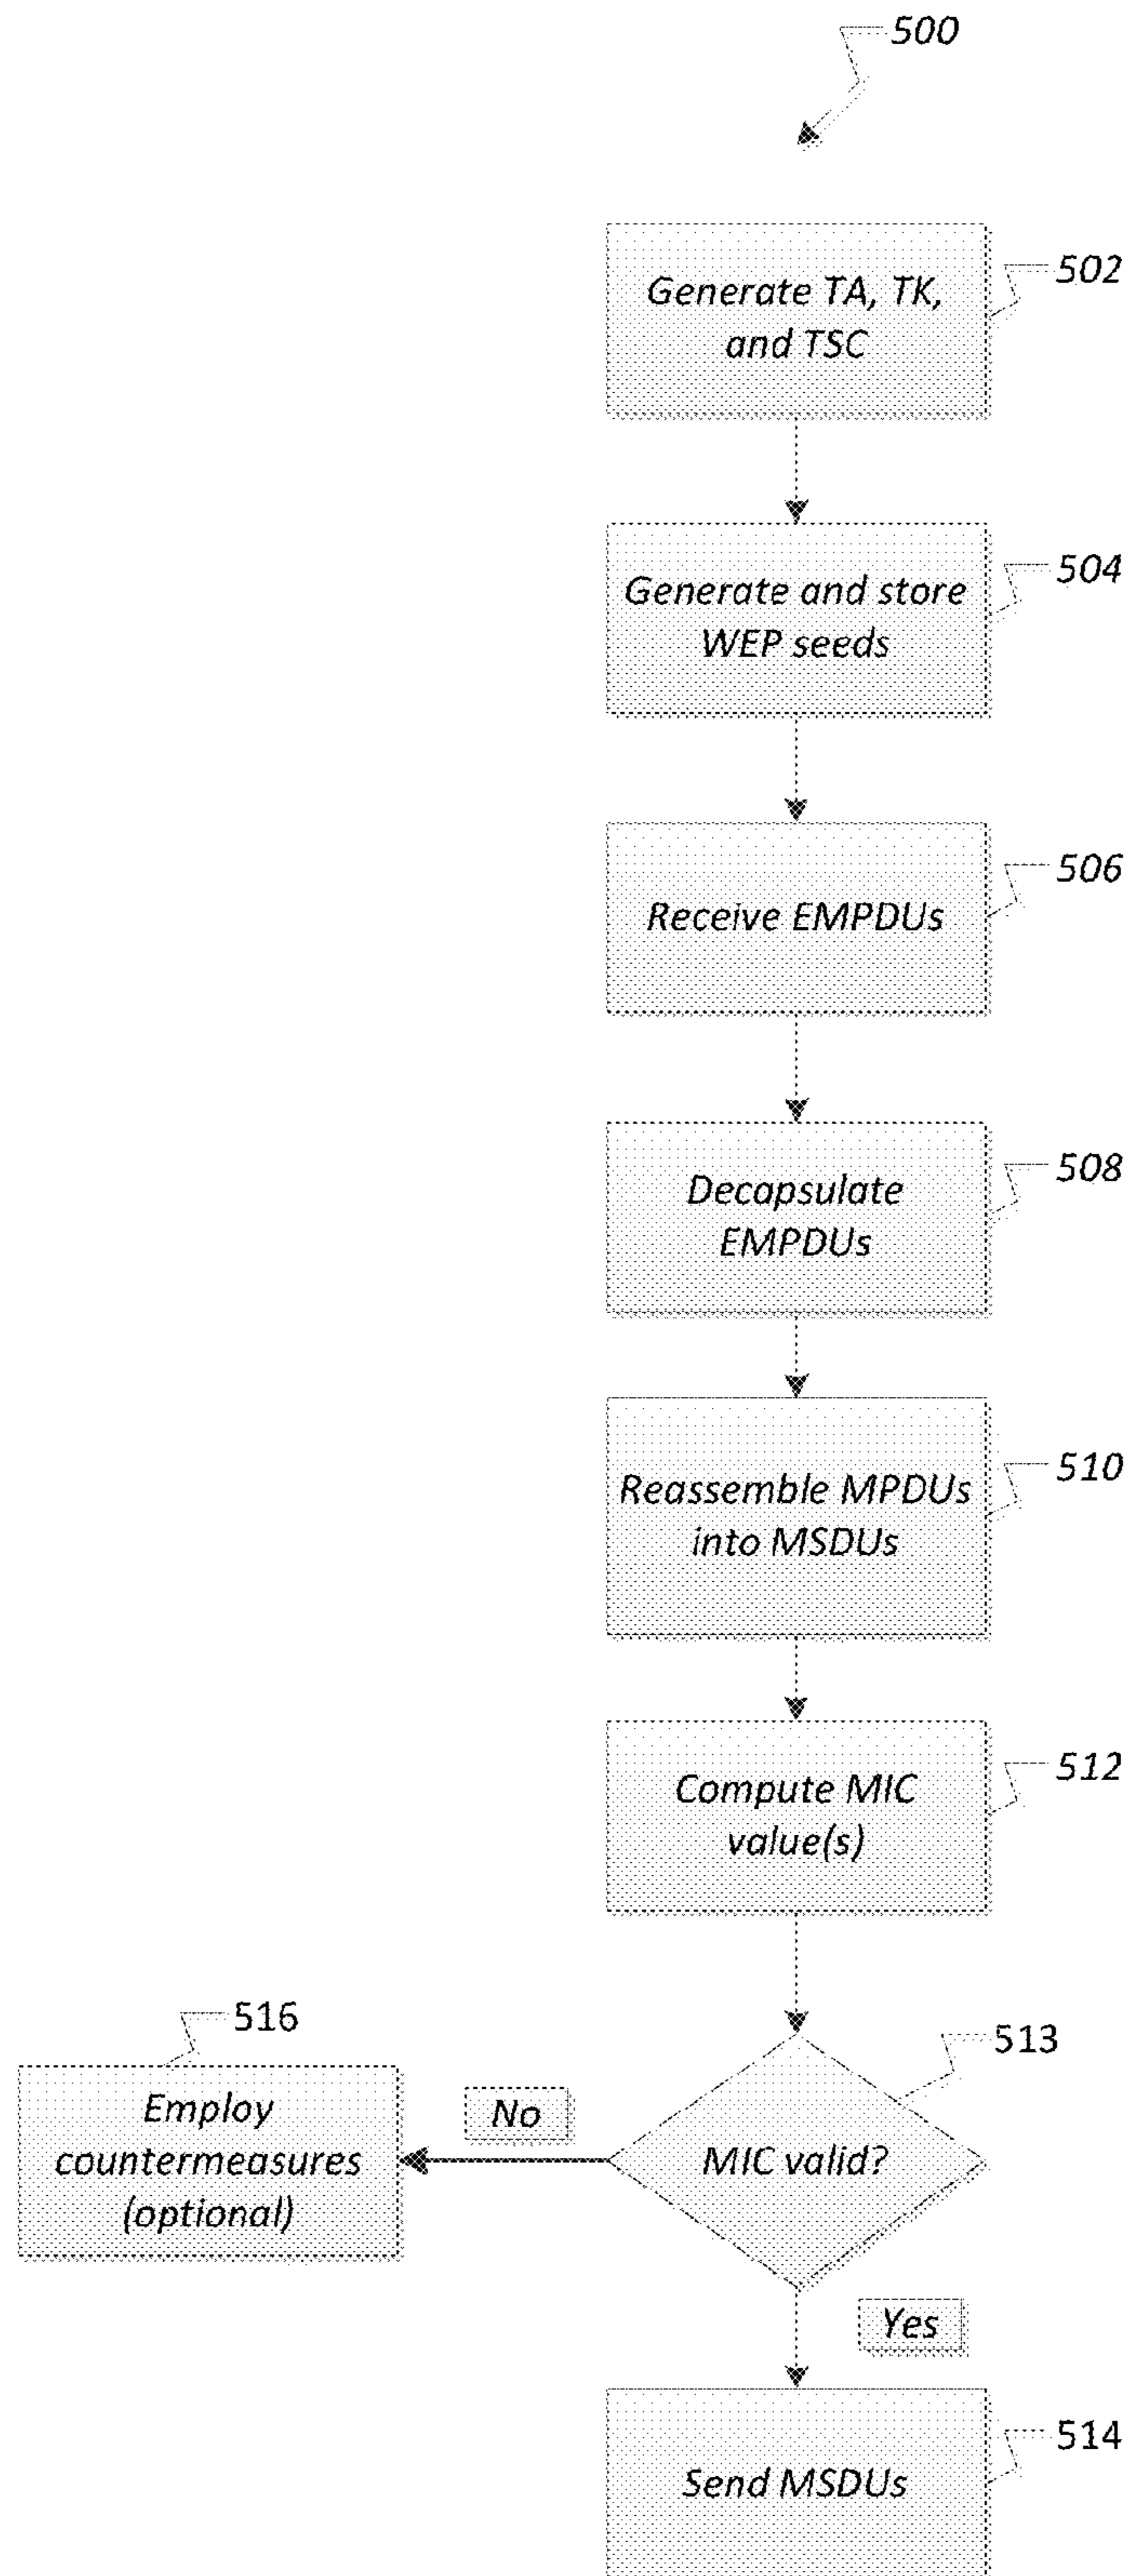 500
Generate TA, TK,
and TSC
502
Generate and store
WEP seeds
504
Receive EMPDUs
506
Decapsulate
EMPDUs
508
Reassemble MPDUs
into MSDUs
510
Compute MIC
value(s)
512
MIC valid?
513
No
516
Employ
countermeasures
(optional)
Yes
Send MSDUs
514